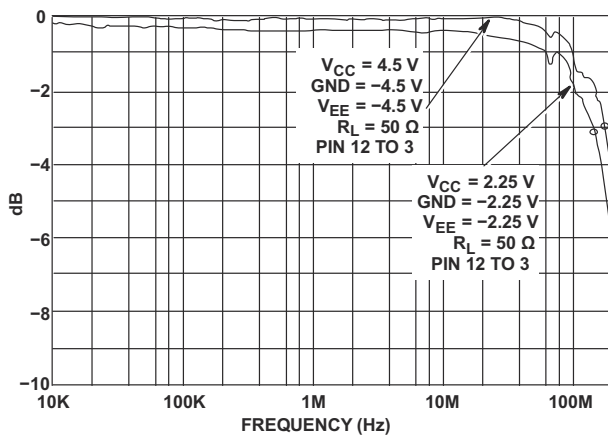 0
−2
−4
−6
−8
−10
dB
VCC = 4.5 V
GND = −4.5 V
VEE = −4.5 V
RL = 50 Ω
PIN 12 TO 3
VCC = 2.25 V
GND = −2.25 V
VEE = −2.25 V
RL = 50 Ω
PIN 12 TO 3
10K
100K
1M
10M
100M
FREQUENCY (Hz)